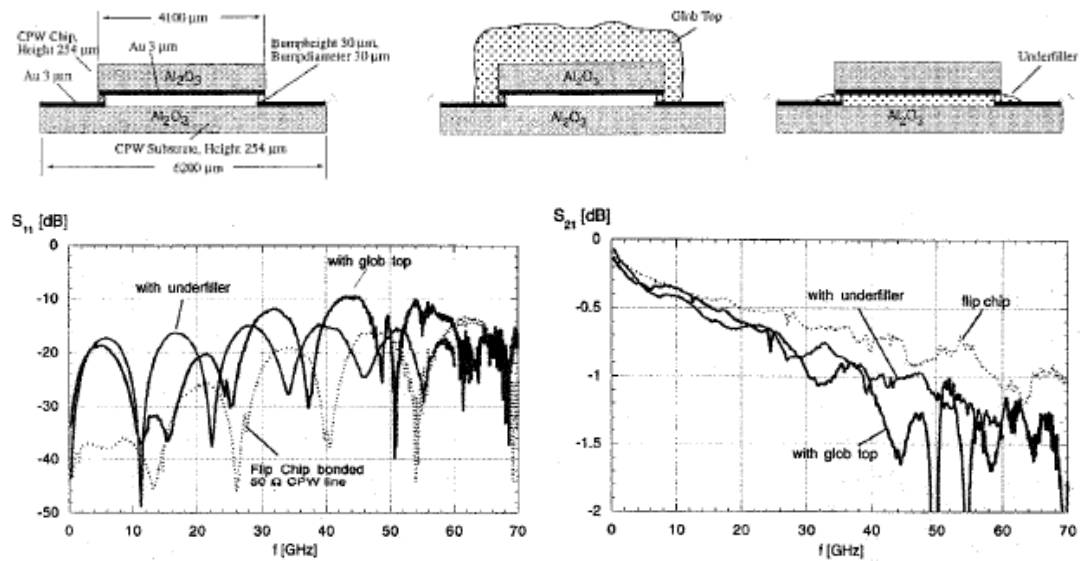 4100 µm
CPW Chip,
Height 254 µm
Au 3 µm
Bumpheight 30 µm,
Au 3 µm
Al₂O₃
Al₂O₃
CPW Substrate, Height 254 µm
6200 µm
Glob Top
Al₂O₃
Al₂O₃
Underfiller
Al₂O₃
S₁₁ [dB]
0
-10
-20
-30
-40
-50
with glob top
with underfiller
Flip Chip bonded
50 Ω CPW line
0
10
20
30
40
50
60
70
f [GHz]
S₂₁ [dB]
0
-0.5
-1
-1.5
-2
with underfiller
flip chip
with glob top
0
10
20
30
40
50
60
70
f [GHz]